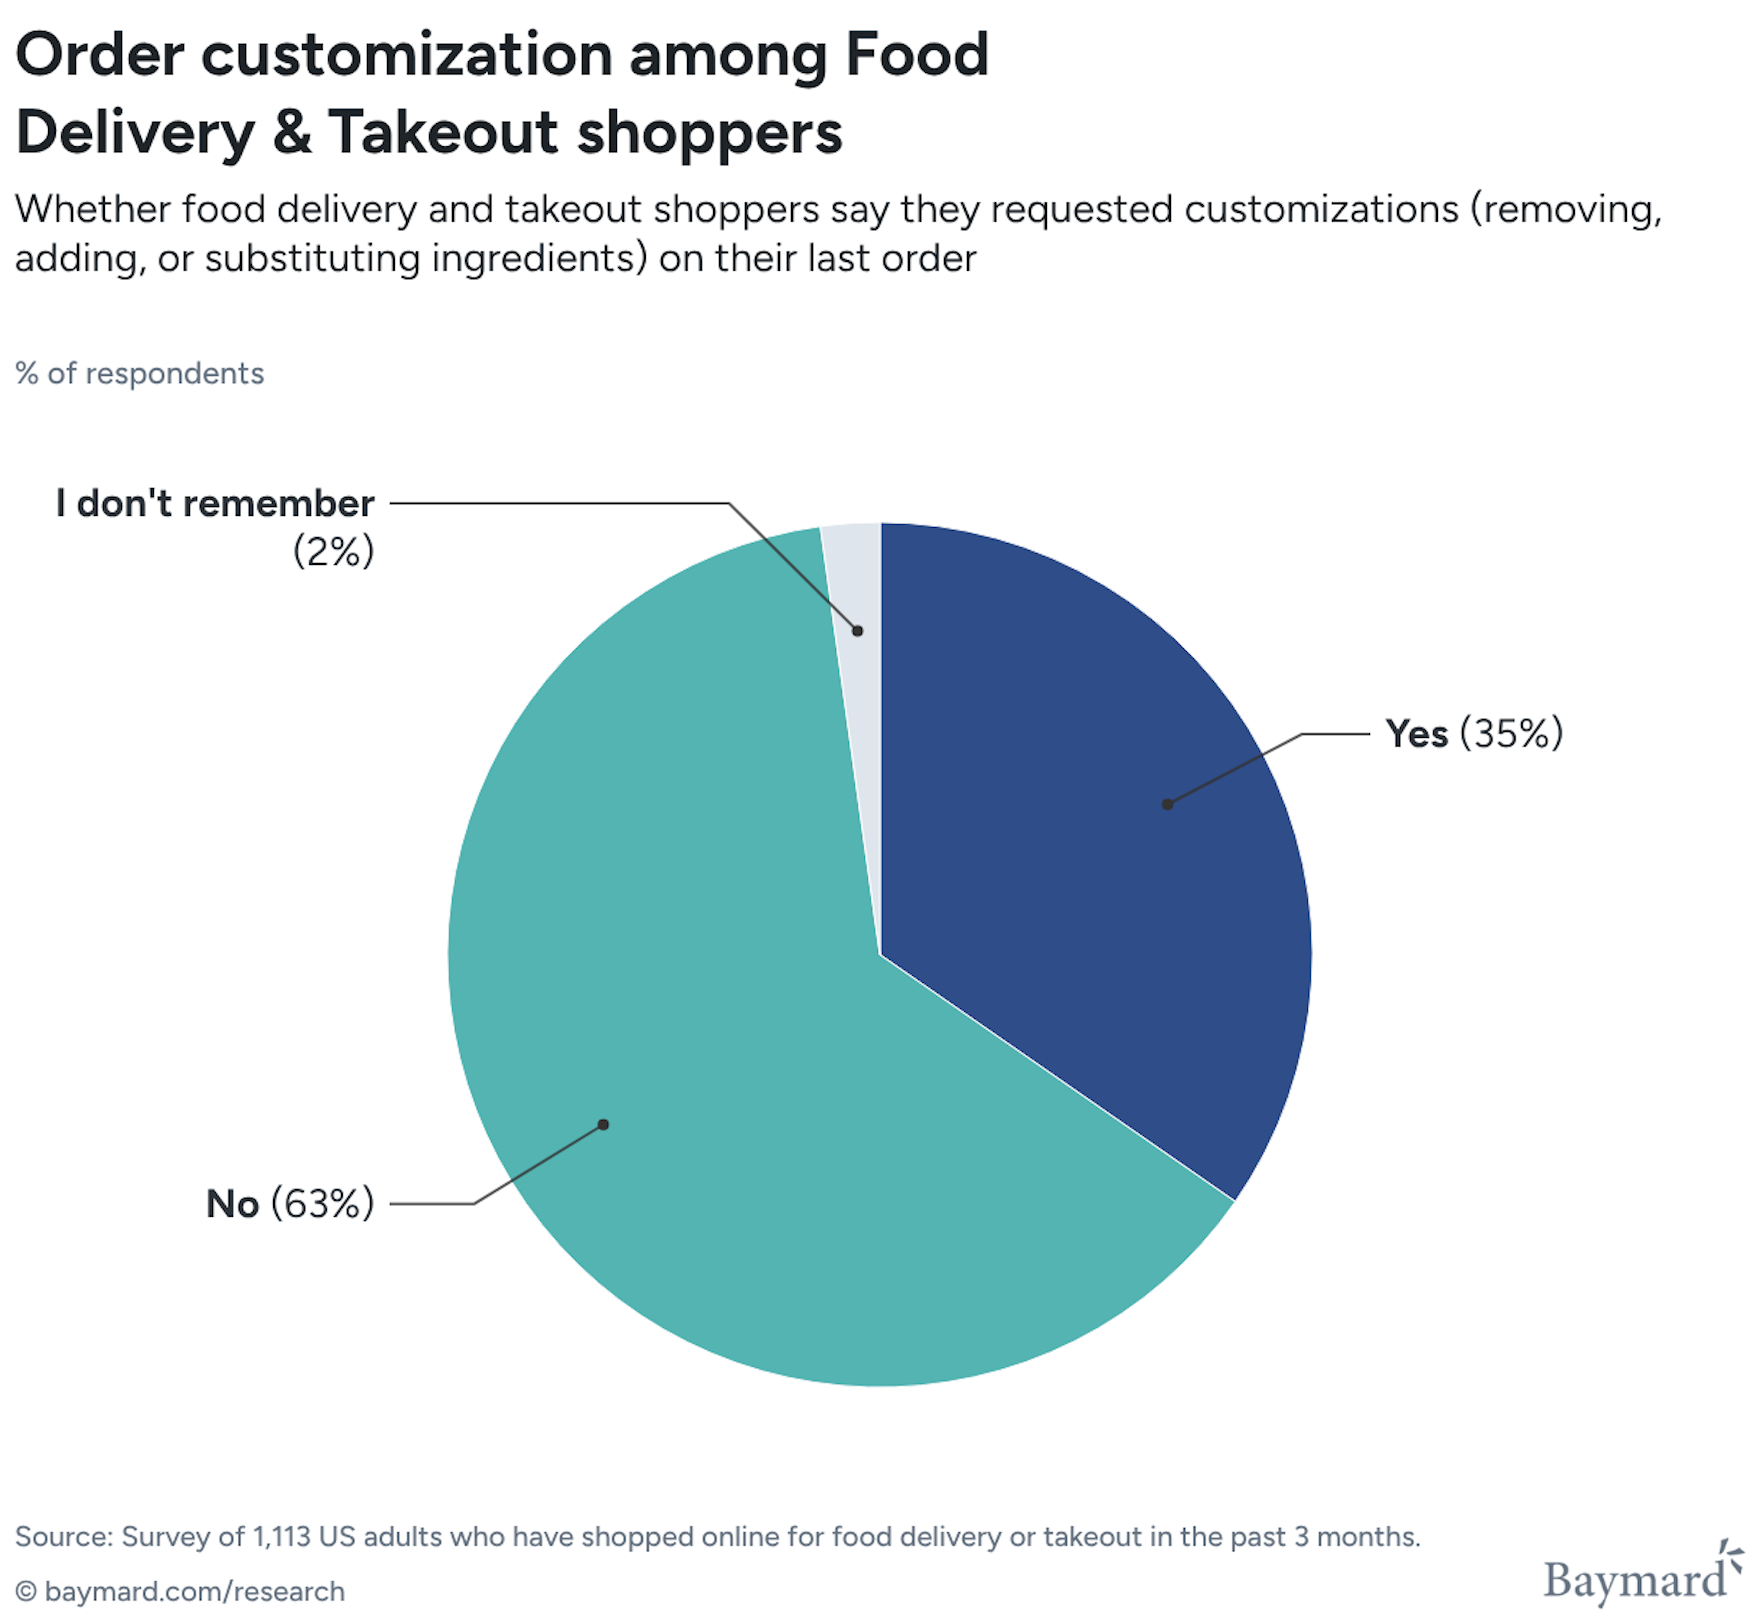 Order customization among Food
Delivery & Takeout shoppers
Whether food delivery and takeout shoppers say they requested customizations (removing,
adding, or substituting ingredients) on their last order
% of respondents
I don't remember
(2%)
Yes (35%)
No (63%)
Source: Survey of 1,113 US adults who have shopped online for food delivery or takeout in the past 3 months.
© baymard.com/research
Baymard